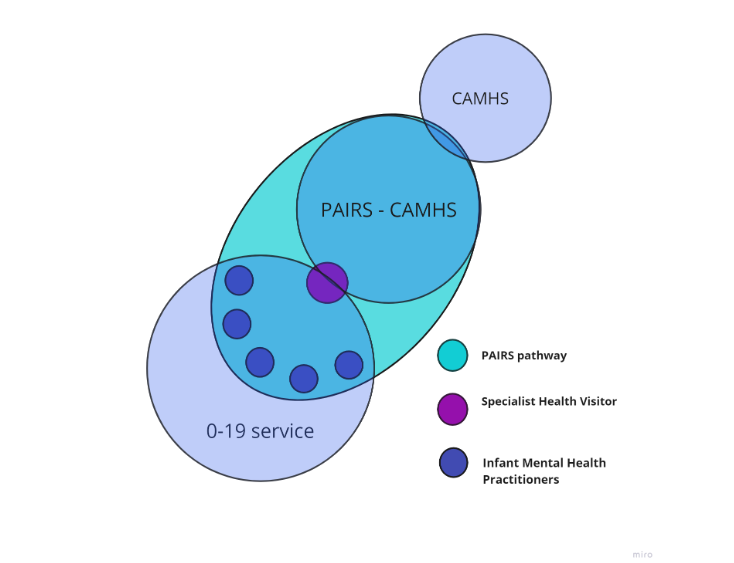 CAMHS
PAIRS - CAMHS
0-19 service
PAIRS pathway
Specialist Health Visitor
Infant Mental Health
Practitioners
miro